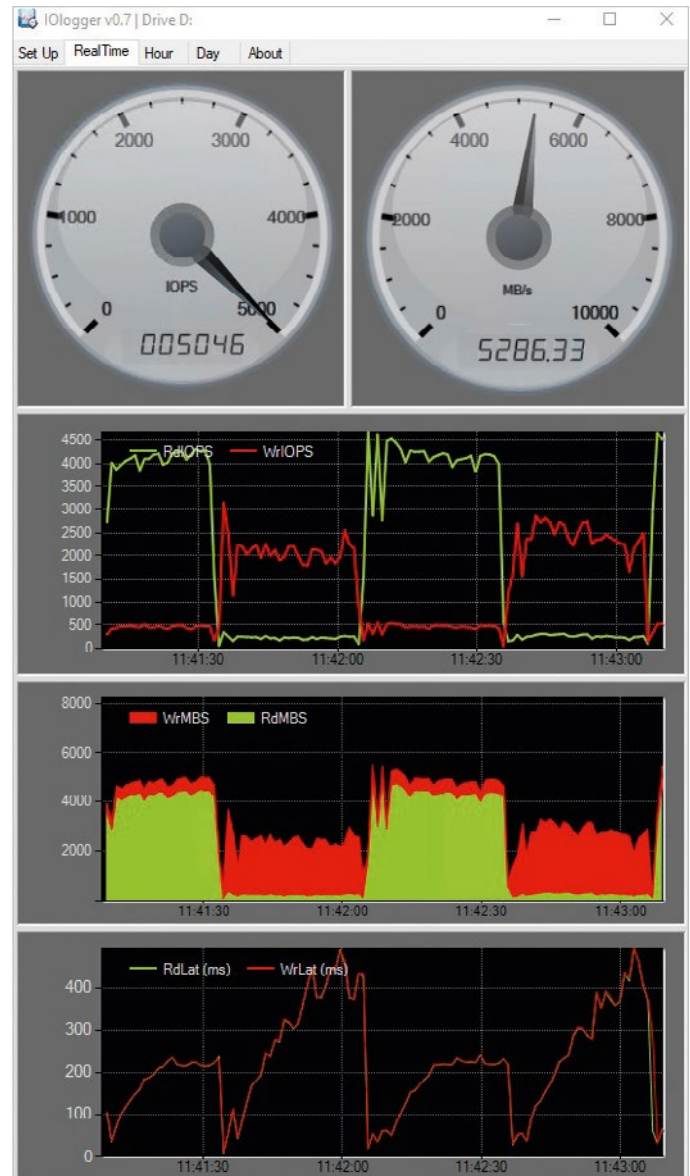 IOlogger v0.7 | Drive D:
Set Up RealTime Hour Day About
2000 3000
1000 4000
IOPS
0 5000
005046
4000 6000
2000 8000
MB/s
0 10000
5286.33
4500
4000
3500
3000
2500
2000
1500
1000
500
0
RdIOPS WrIOPS
11:41:30 11:42:00 11:42:30 11:43:00
8000
6000
4000
2000
WrMBS RdMBS
11:41:30 11:42:00 11:42:30 11:43:00
400
300
200
100
0
RdLat (ms) WrLat (ms)
11:41:30 11:42:00 11:42:30 11:43:00